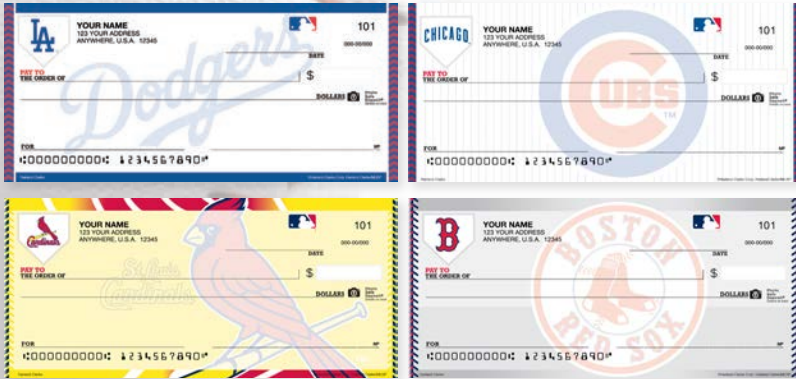 LA
YOUR NAME
123 YOUR ADDRESS
ANYWHERE, U.S.A. 12345
101
000-00/000
DATE
PAY TO
THE ORDER OF
$
Dodgers
DOLLARS
FOR
⑆000000000⑆ 1234567890⑈
CHICAGO
YOUR NAME
123 YOUR ADDRESS
ANYWHERE, U.S.A. 12345
101
000-00/000
DATE
PAY TO
THE ORDER OF
$
CUBS
TM
DOLLARS
FOR
⑆000000000⑆ 1234567890⑈
Cardinals
YOUR NAME
123 YOUR ADDRESS
ANYWHERE, U.S.A. 12345
101
000-00/000
DATE
PAY TO
THE ORDER OF
$
St. Louis
Cardinals
DOLLARS
FOR
⑆000000000⑆ 1234567890⑈
B
YOUR NAME
123 YOUR ADDRESS
ANYWHERE, U.S.A. 12345
101
000-00/000
DATE
PAY TO
THE ORDER OF
$
BOSTON
RED SOX
DOLLARS
FOR
⑆000000000⑆ 1234567890⑈